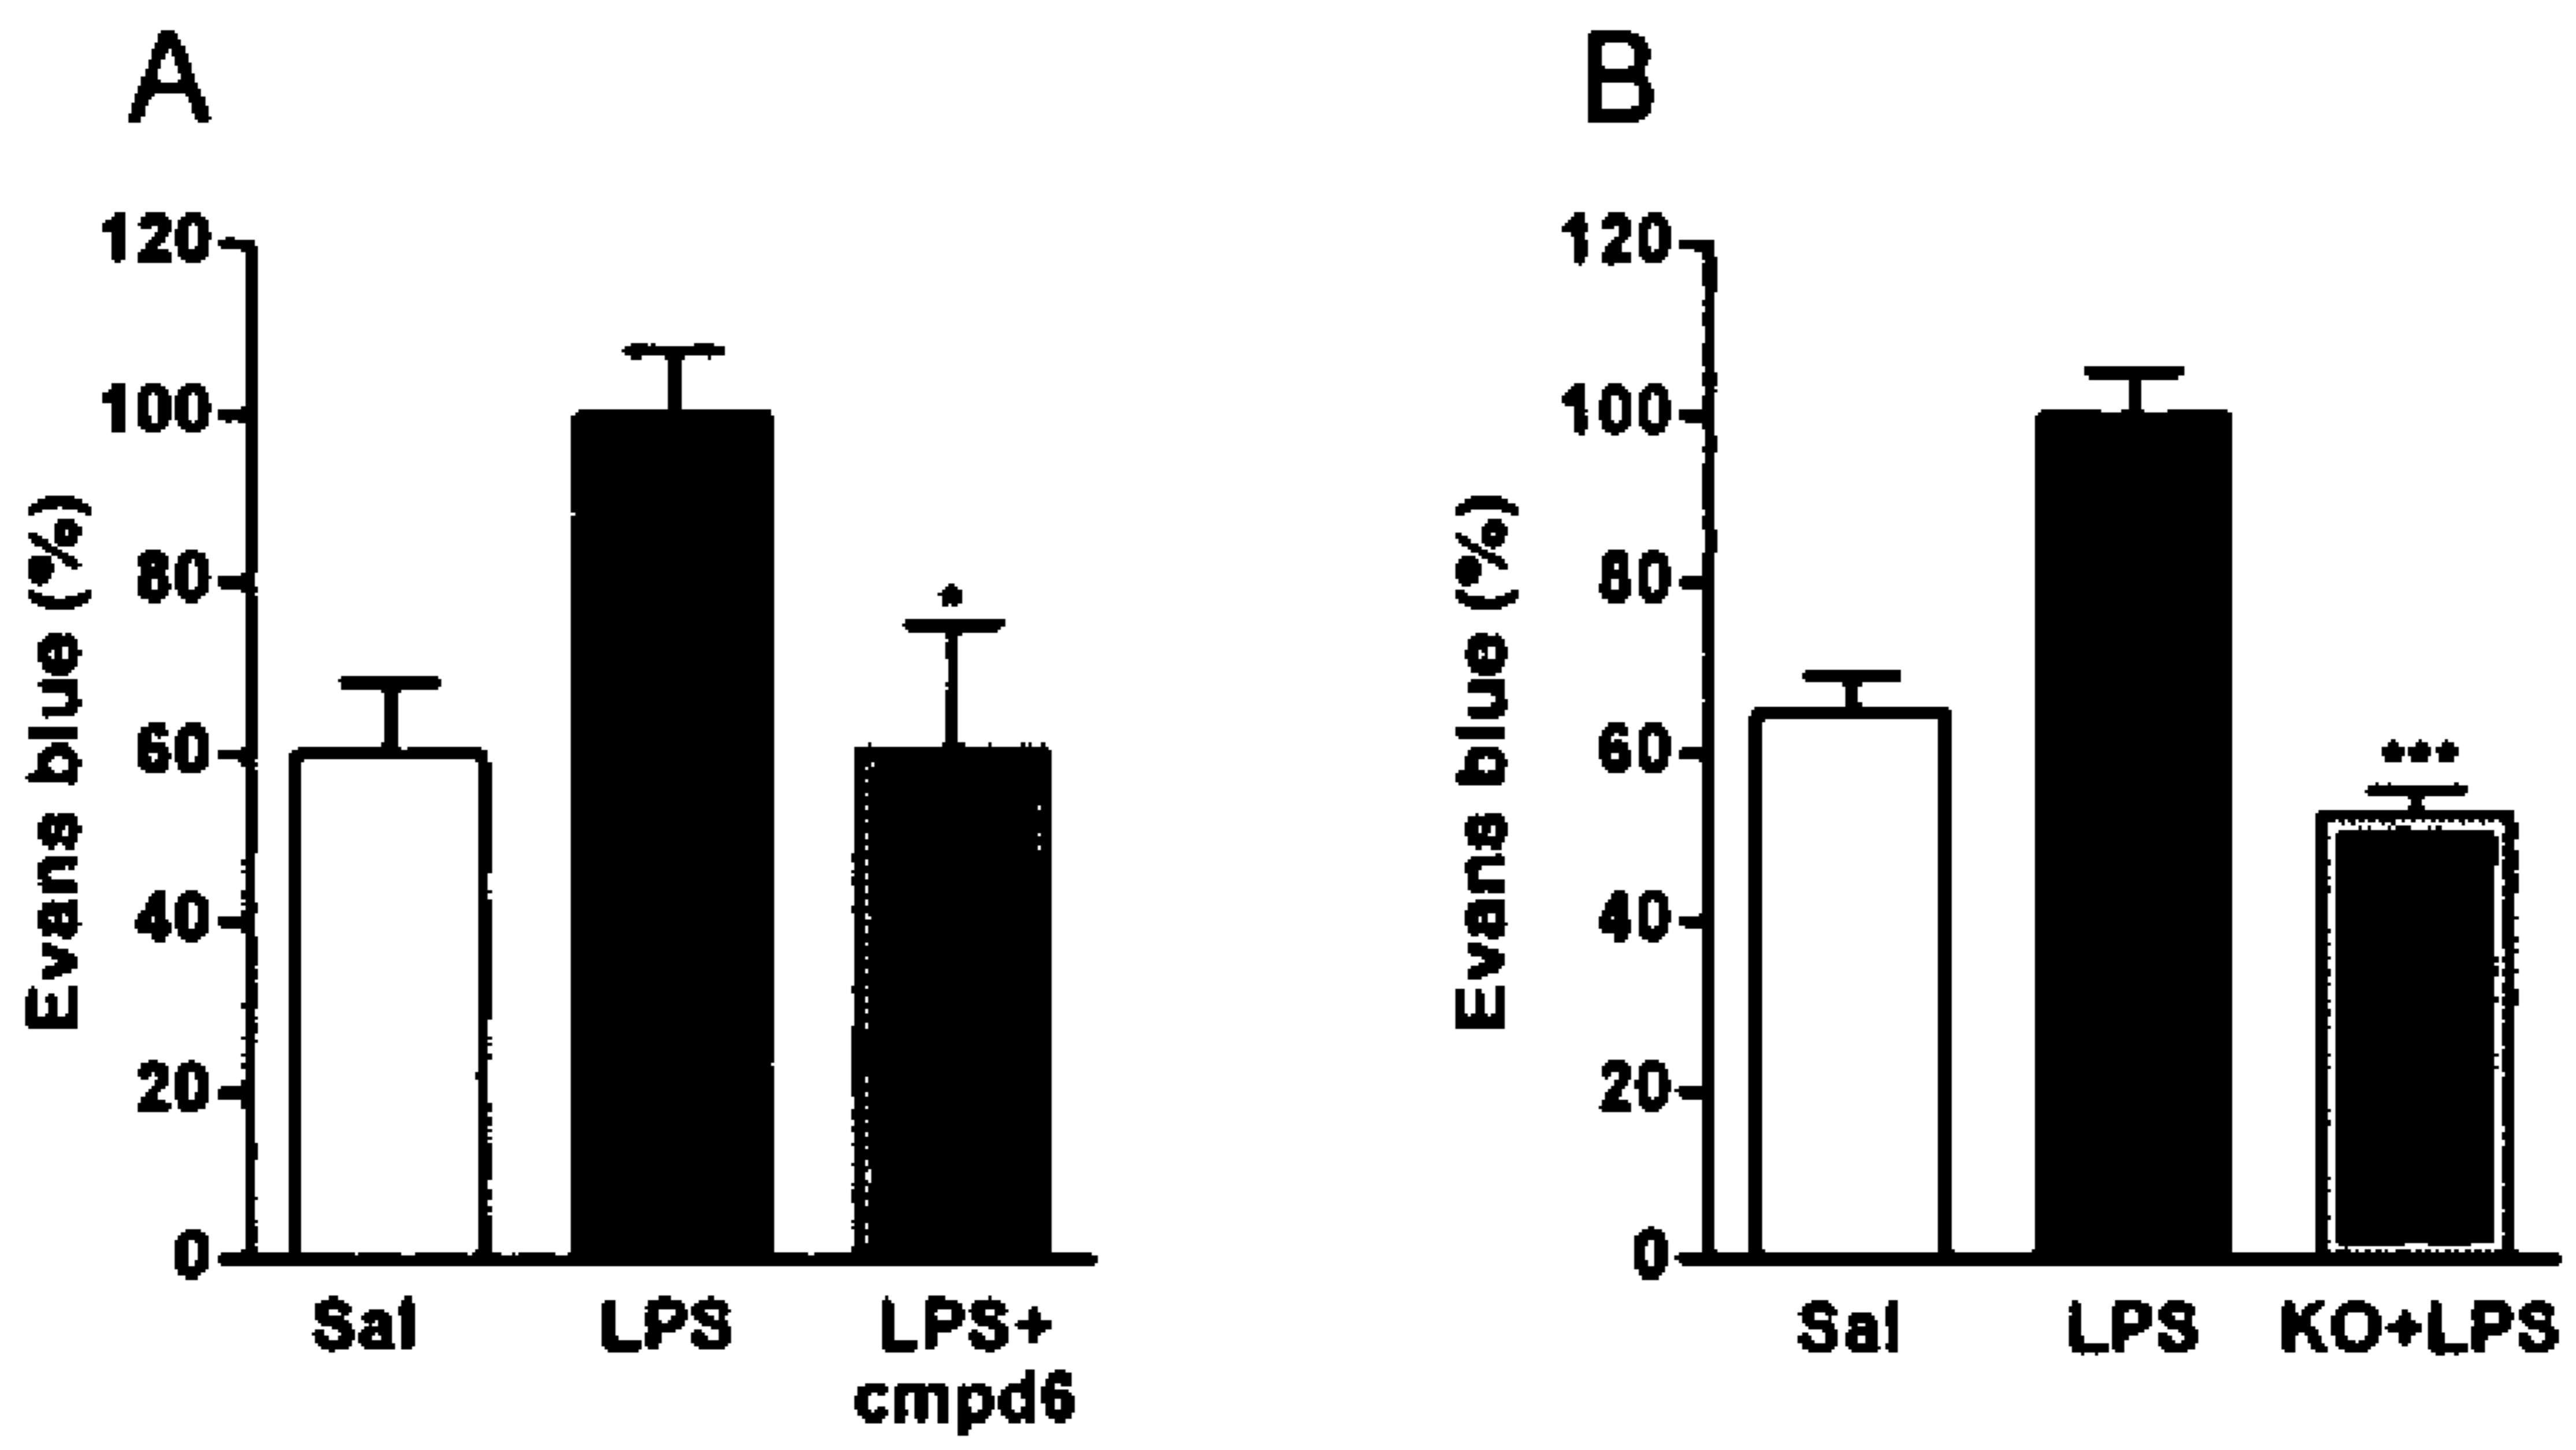 A
120
100
80
60
40
20
0
Evans blue (%)
*
Sal
LPS
LPS+
cmpd6
B
120
100
80
60
40
20
0
Evans blue (%)
***
Sal
LPS
KO+LPS